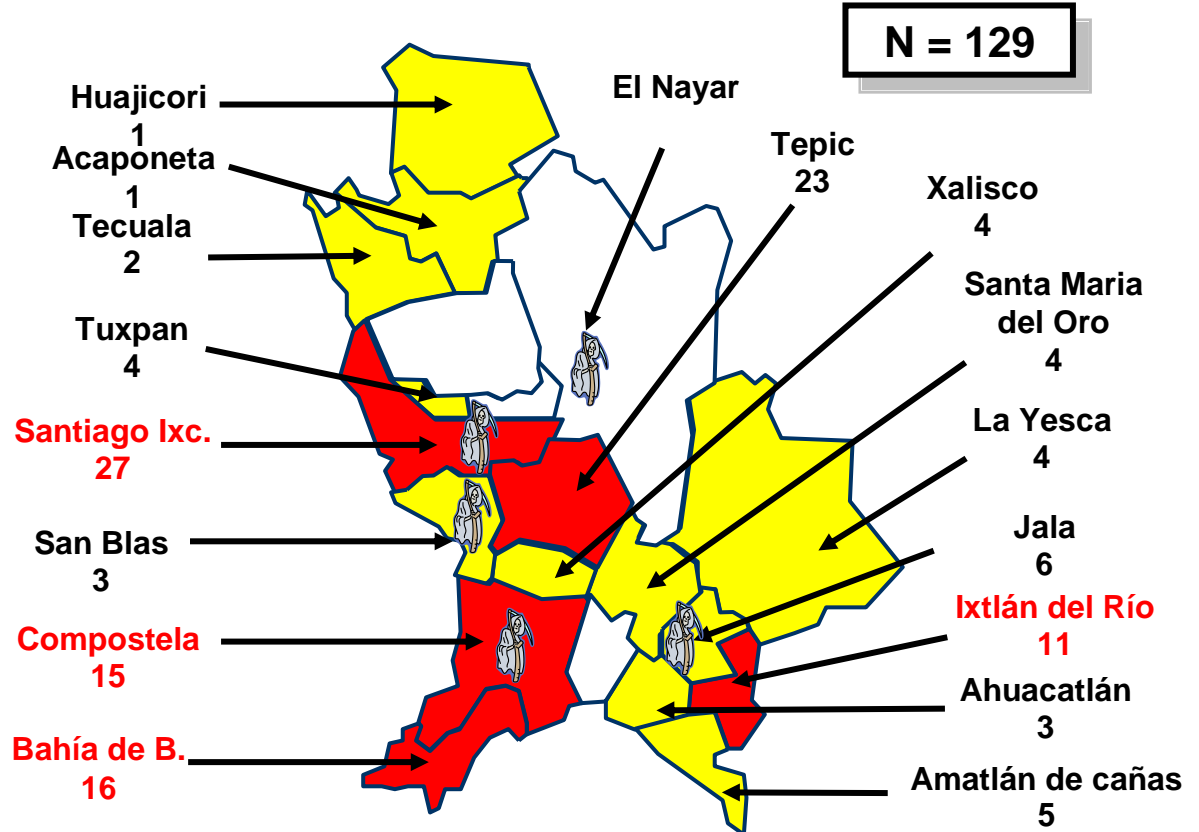 N = 129
Huajicori
1
Acaponeta
1
Tecuala
2
Tuxpan
4
Santiago Ixc.
27
San Blas
3
Compostela
15
Bahía de B.
16
El Nayar
Tepic
23
Xalisco
4
Santa Maria
del Oro
4
La Yesca
4
Jala
6
Ixtlán del Río
11
Ahuacatlán
3
Amatlán de cañas
5